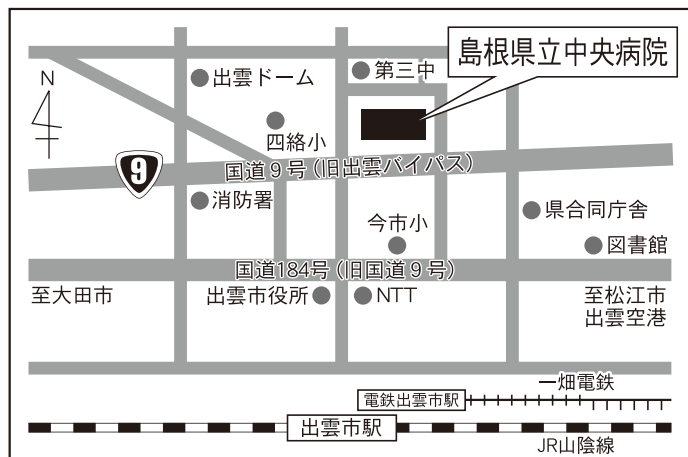 島根県立中央病院
第三中
出雲ドーム
N
四絡小
9
国道9号(旧出雲バイパス)
消防署
今市小
県合同庁舎
図書館
国道184号(旧国道9号)
至大田市
出雲市役所
NTT
至松江市
出雲空港
一畑電鉄
電鉄出雲市駅
出雲市駅
JR山陰線